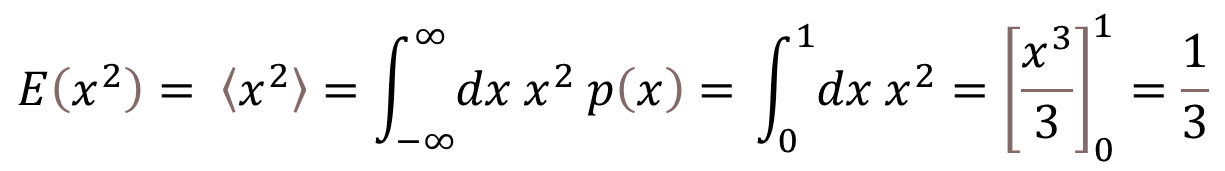 E(x²) = ⟨x²⟩ = ∫_{-∞}^{∞} dx x² p(x) = ∫_0^1 dx x² = [x³/3]_0^1 = 1/3